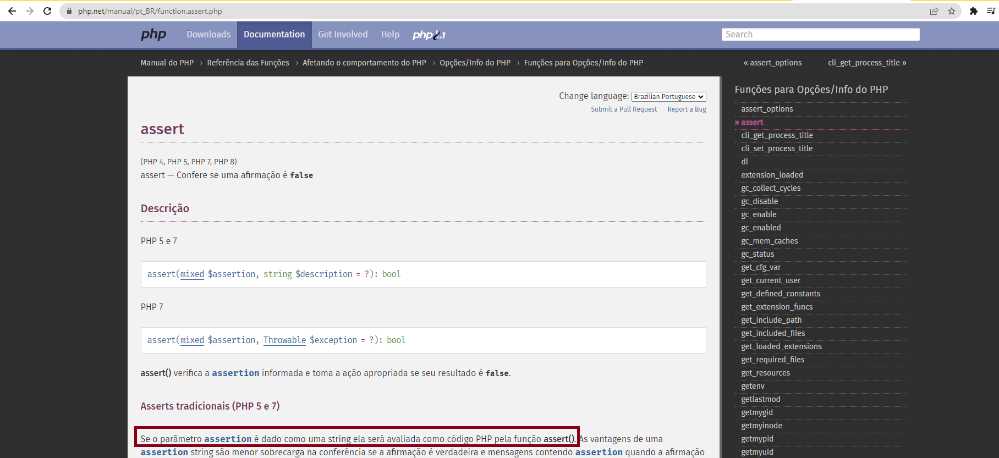 php.net/manual/pt_BR/function.assert.php
php Downloads Documentation Get Involved Help php8.1 Search
Manual do PHP › Referência das Funções › Afetando o comportamento do PHP › Opções/Info do PHP › Funções para Opções/Info do PHP « assert_options cli_get_process_title »
Change language: Brazilian Portuguese
Submit a Pull Request Report a Bug
assert
(PHP 4, PHP 5, PHP 7, PHP 8)
assert — Confere se uma afirmação é false
Descrição
PHP 5 e 7
assert(mixed $assertion, string $description = ?): bool
PHP 7
assert(mixed $assertion, Throwable $exception = ?): bool
assert() verifica a assertion informada e toma a ação apropriada se seu resultado é false.
Asserts tradicionais (PHP 5 e 7)
Se o parâmetro assertion é dado como uma string ela será avaliada como código PHP pela função assert(). As vantagens de uma
assertion string são menor sobrecarga na conferência se a afirmação é verdadeira e mensagens contendo assertion quando a afirmação
Funções para Opções/Info do PHP
assert_options
» assert
cli_get_process_title
cli_set_process_title
dl
extension_loaded
gc_collect_cycles
gc_disable
gc_enable
gc_enabled
gc_mem_caches
gc_status
get_cfg_var
get_current_user
get_defined_constants
get_extension_funcs
get_include_path
get_included_files
get_loaded_extensions
get_required_files
get_resources
getenv
getlastmod
getmygid
getmyinode
getmypid
getmyuid